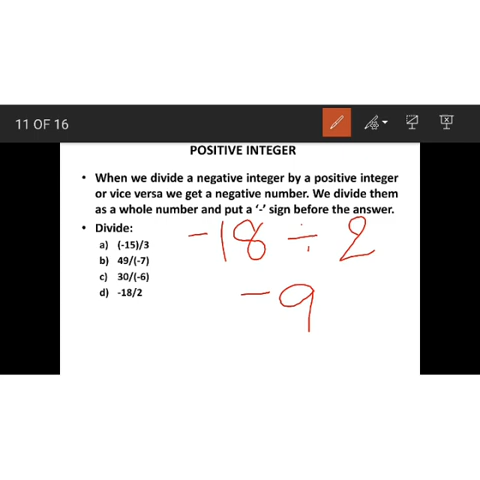 11 OF 16
POSITIVE INTEGER
• When we divide a negative integer by a positive integer
or vice versa we get a negative number. We divide them
as a whole number and put a ‘-’ sign before the answer.
• Divide:
a) (-15)/3
b) 49/(-7)
c) 30/(-6)
d) -18/2
-18 ÷ 2
-9